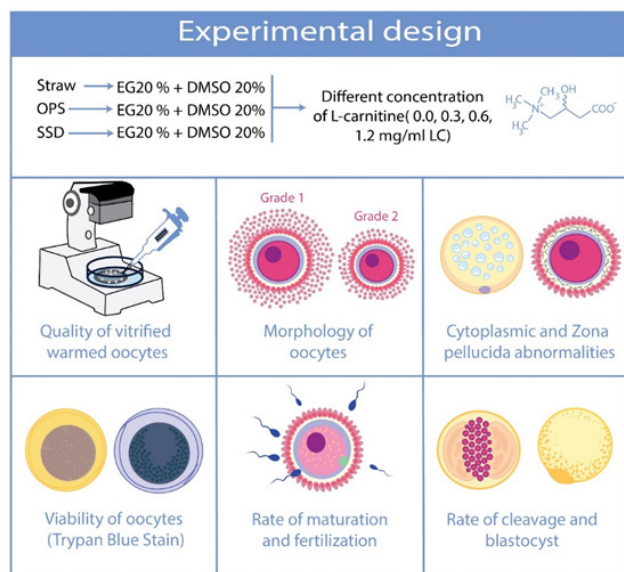 Experimental design
Straw EG20 % + DMSO 20%
OPS EG20 % + DMSO 20%
SSD EG20 % + DMSO 20%
Different concentration
of L-carnitine( 0.0, 0.3, 0.6,
1.2 mg/ml LC)
CH₃ OH
H₃C N⁺ COO⁻
H₃C
Grade 1
Grade 2
Quality of vitrified
warmed oocytes
Morphology of
oocytes
Cytoplasmic and Zona
pellucida abnormalities
Viability of oocytes
(Trypan Blue Stain)
Rate of maturation
and fertilization
Rate of cleavage and
blastocyst